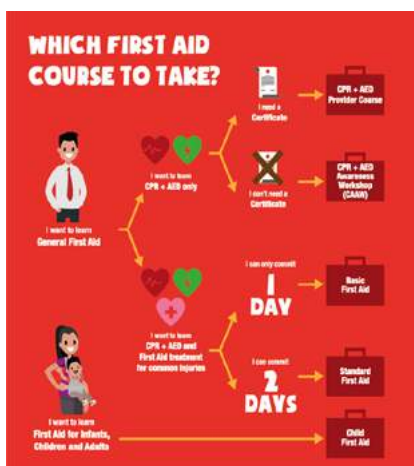 WHICH FIRST AID
COURSE TO TAKE?
I need a
Certificate
CPR + AED
Provider Course
I want to learn
CPR + AED only
I don't need a
Certificate
CPR + AED
Awareness
Workshop
(CAAW)
I want to learn
General First Aid
I can only commit
1
DAY
Basic
First Aid
I want to learn
CPR + AED and
First Aid treatment
for common injuries
I can commit
2
DAYS
Standard
First Aid
I want to learn
First Aid for Infants,
Children and Adults
Child
First Aid